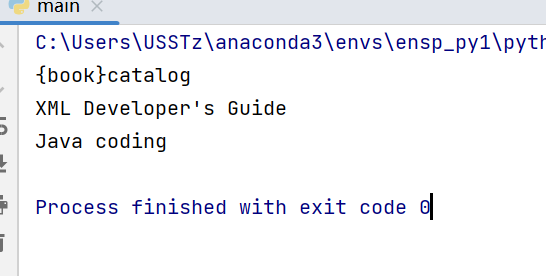 main
C:\Users\USSTz\anaconda3\envs\ensp_py1\pyth
{book}catalog
XML Developer's Guide
Java coding
Process finished with exit code 0